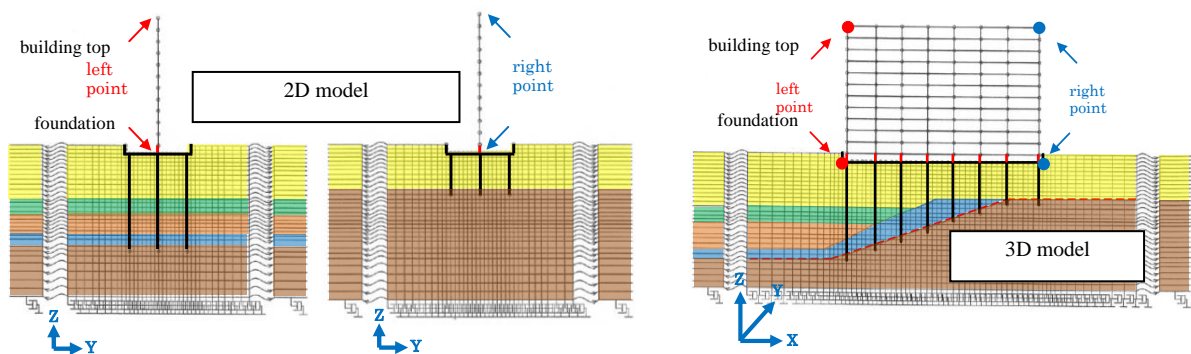 building top
left
point
2D model
right
point
foundation
Z
Y
Z
Y
building top
left
point
right
point
foundation
3D model
Z
Y
X